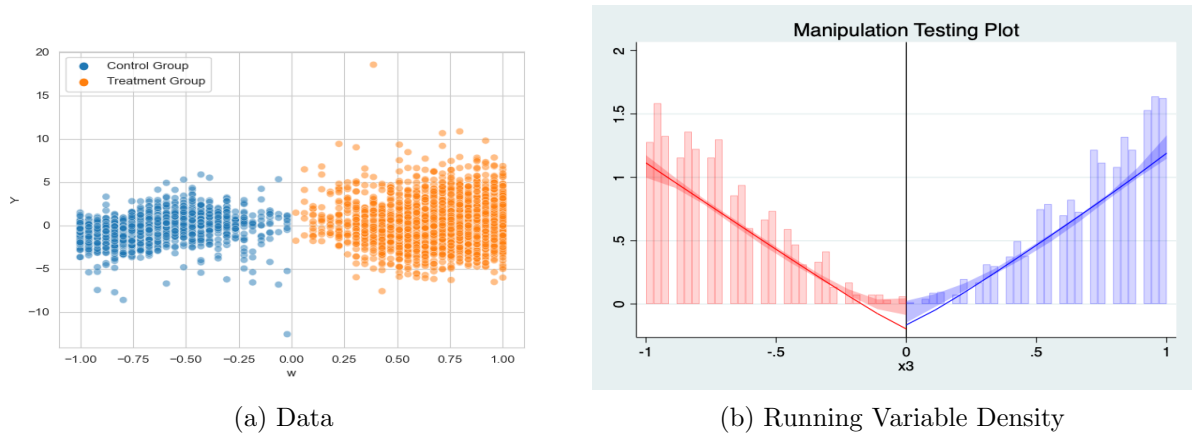 Control Group
Treatment Group
20
15
10
5
0
−5
−10
Y
−1.00 −0.75 −0.50 −0.25 0.00 0.25 0.50 0.75 1.00
w
(a) Data
Manipulation Testing Plot
2
1.5
1
.5
0
-1 -.5 0 .5 1
x3
(b) Running Variable Density